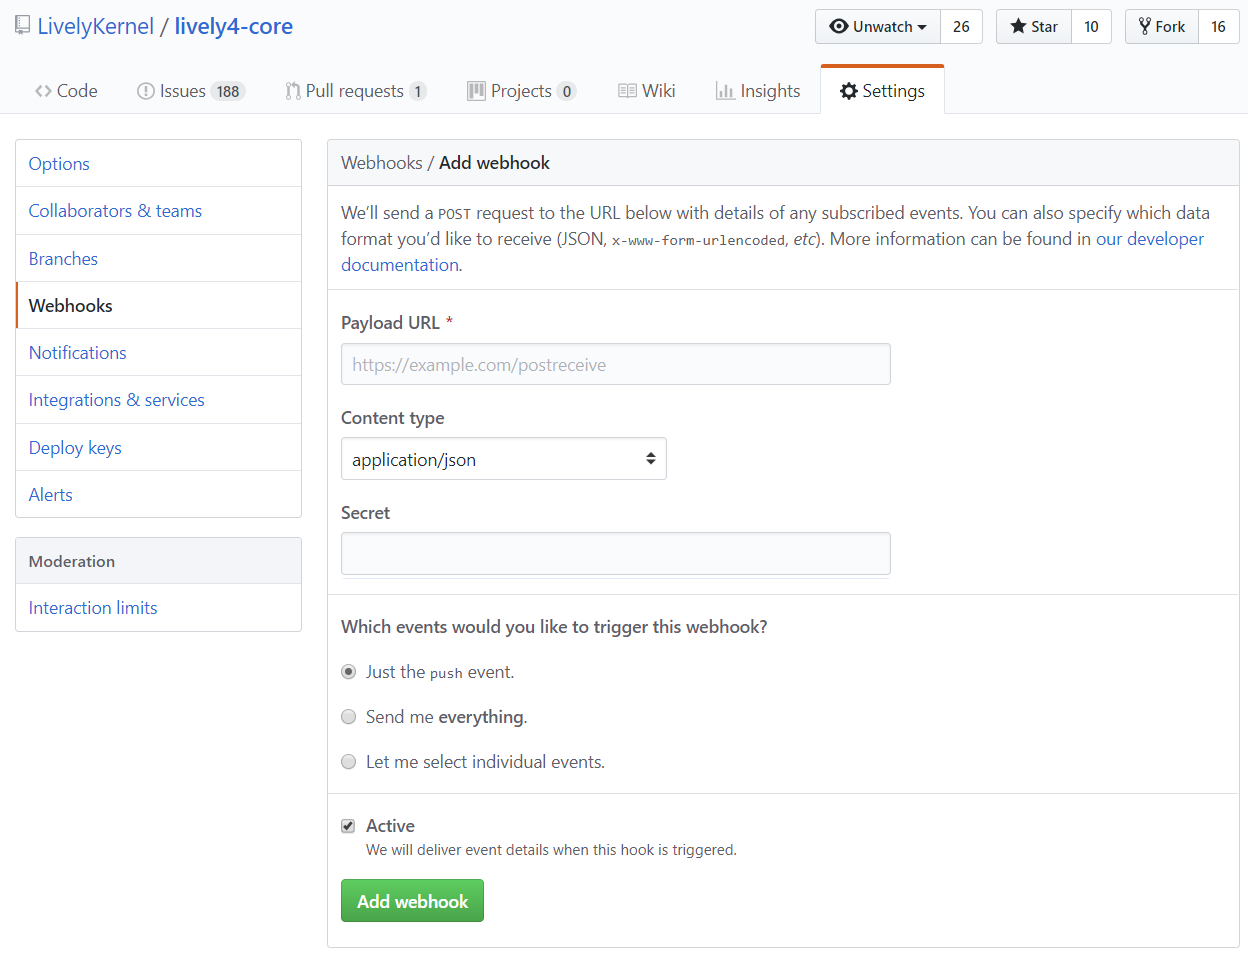 LivelyKernel / lively4-core
Unwatch 26 Star 10 Fork 16
Code Issues 188 Pull requests 1 Projects 0 Wiki Insights Settings
Options
Collaborators & teams
Branches
Webhooks
Notifications
Integrations & services
Deploy keys
Alerts
Moderation
Interaction limits
Webhooks / Add webhook
We’ll send a POST request to the URL below with details of any subscribed events. You can also specify which data
format you’d like to receive (JSON, x-www-form-urlencoded, etc). More information can be found in our developer
documentation.
Payload URL *
https://example.com/postreceive
Content type
application/json
Secret
Which events would you like to trigger this webhook?
Just the push event.
Send me everything.
Let me select individual events.
Active
We will deliver event details when this hook is triggered.
Add webhook